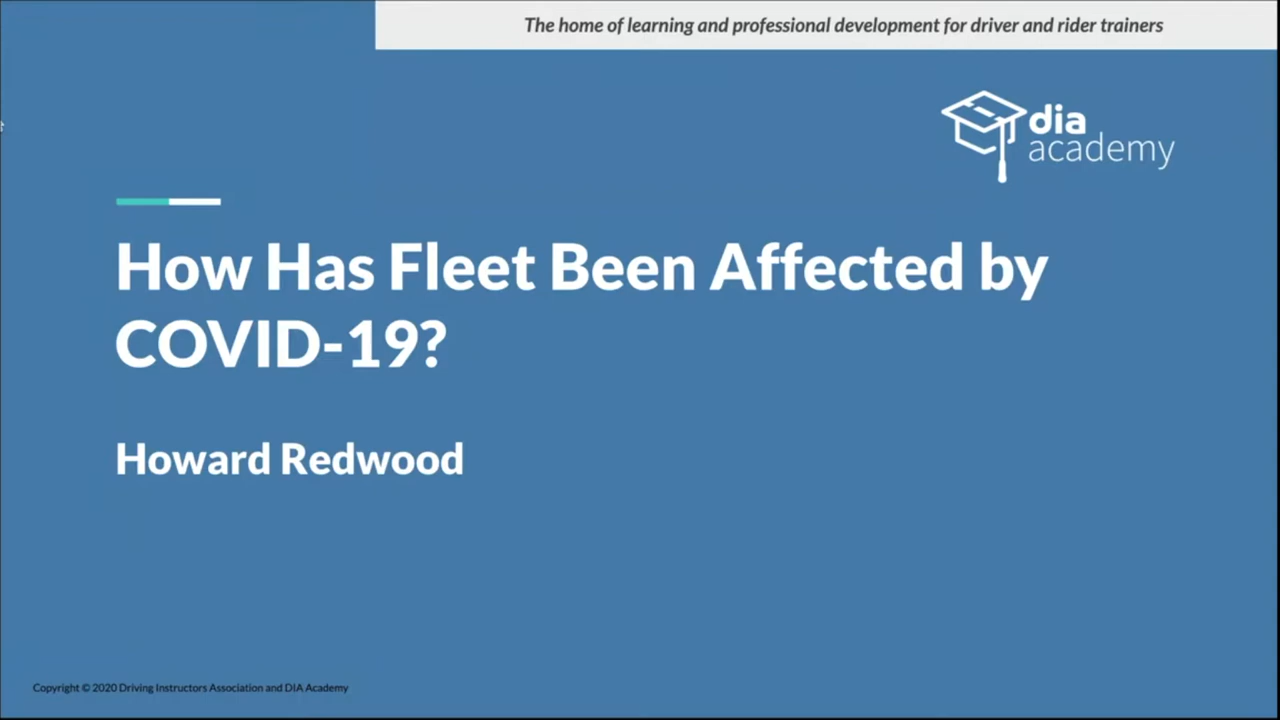 The home of learning and professional development for driver and rider trainers
dia
academy
How Has Fleet Been Affected by
COVID-19?
Howard Redwood
Copyright © 2020 Driving Instructors Association and DIA Academy